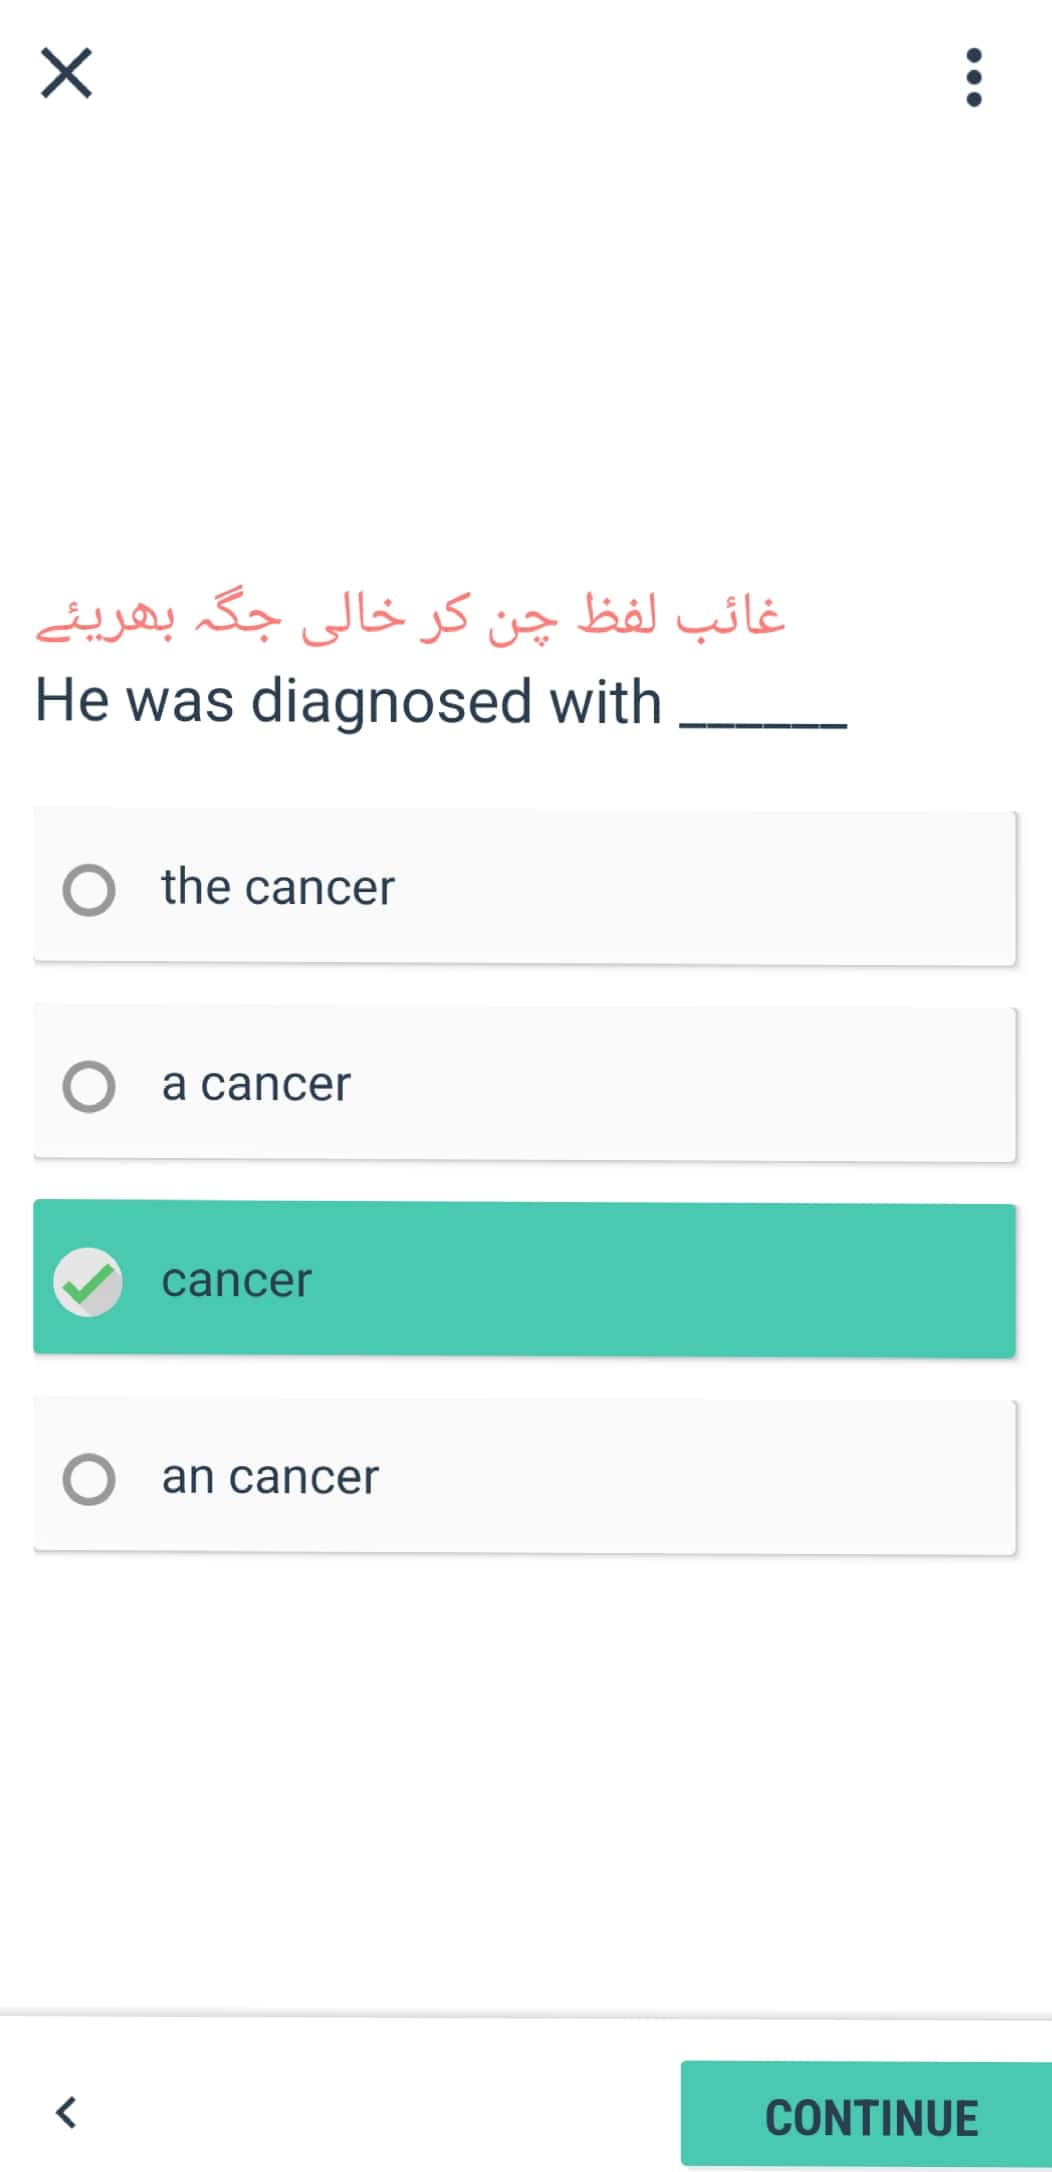 غائب لفظ چن کر خالی جگہ بھریئے
He was diagnosed with ______
the cancer
a cancer
cancer
an cancer
CONTINUE